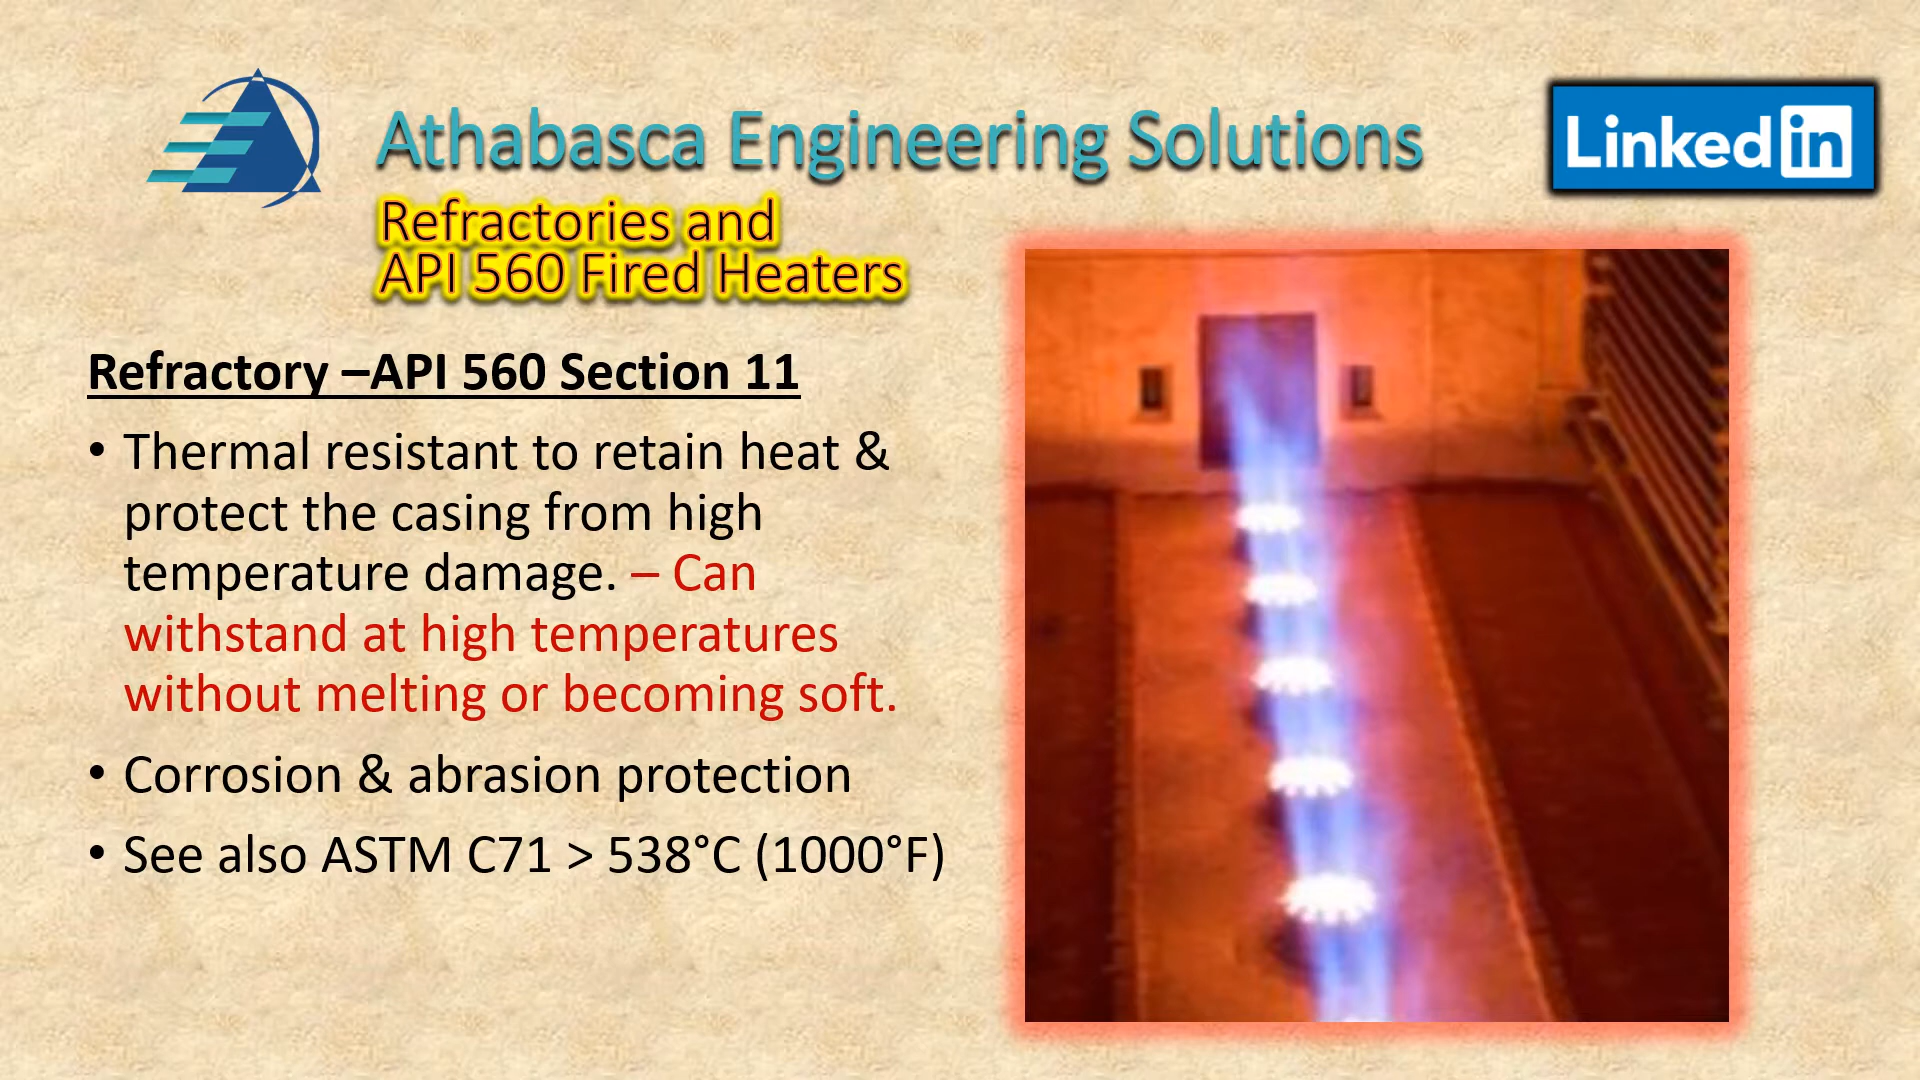 Athabasca Engineering Solutions
Linked in
Refractories and
API 560 Fired Heaters
Refractory –API 560 Section 11
• Thermal resistant to retain heat &
protect the casing from high
temperature damage. – Can
withstand at high temperatures
without melting or becoming soft.
• Corrosion & abrasion protection
• See also ASTM C71 > 538°C (1000°F)